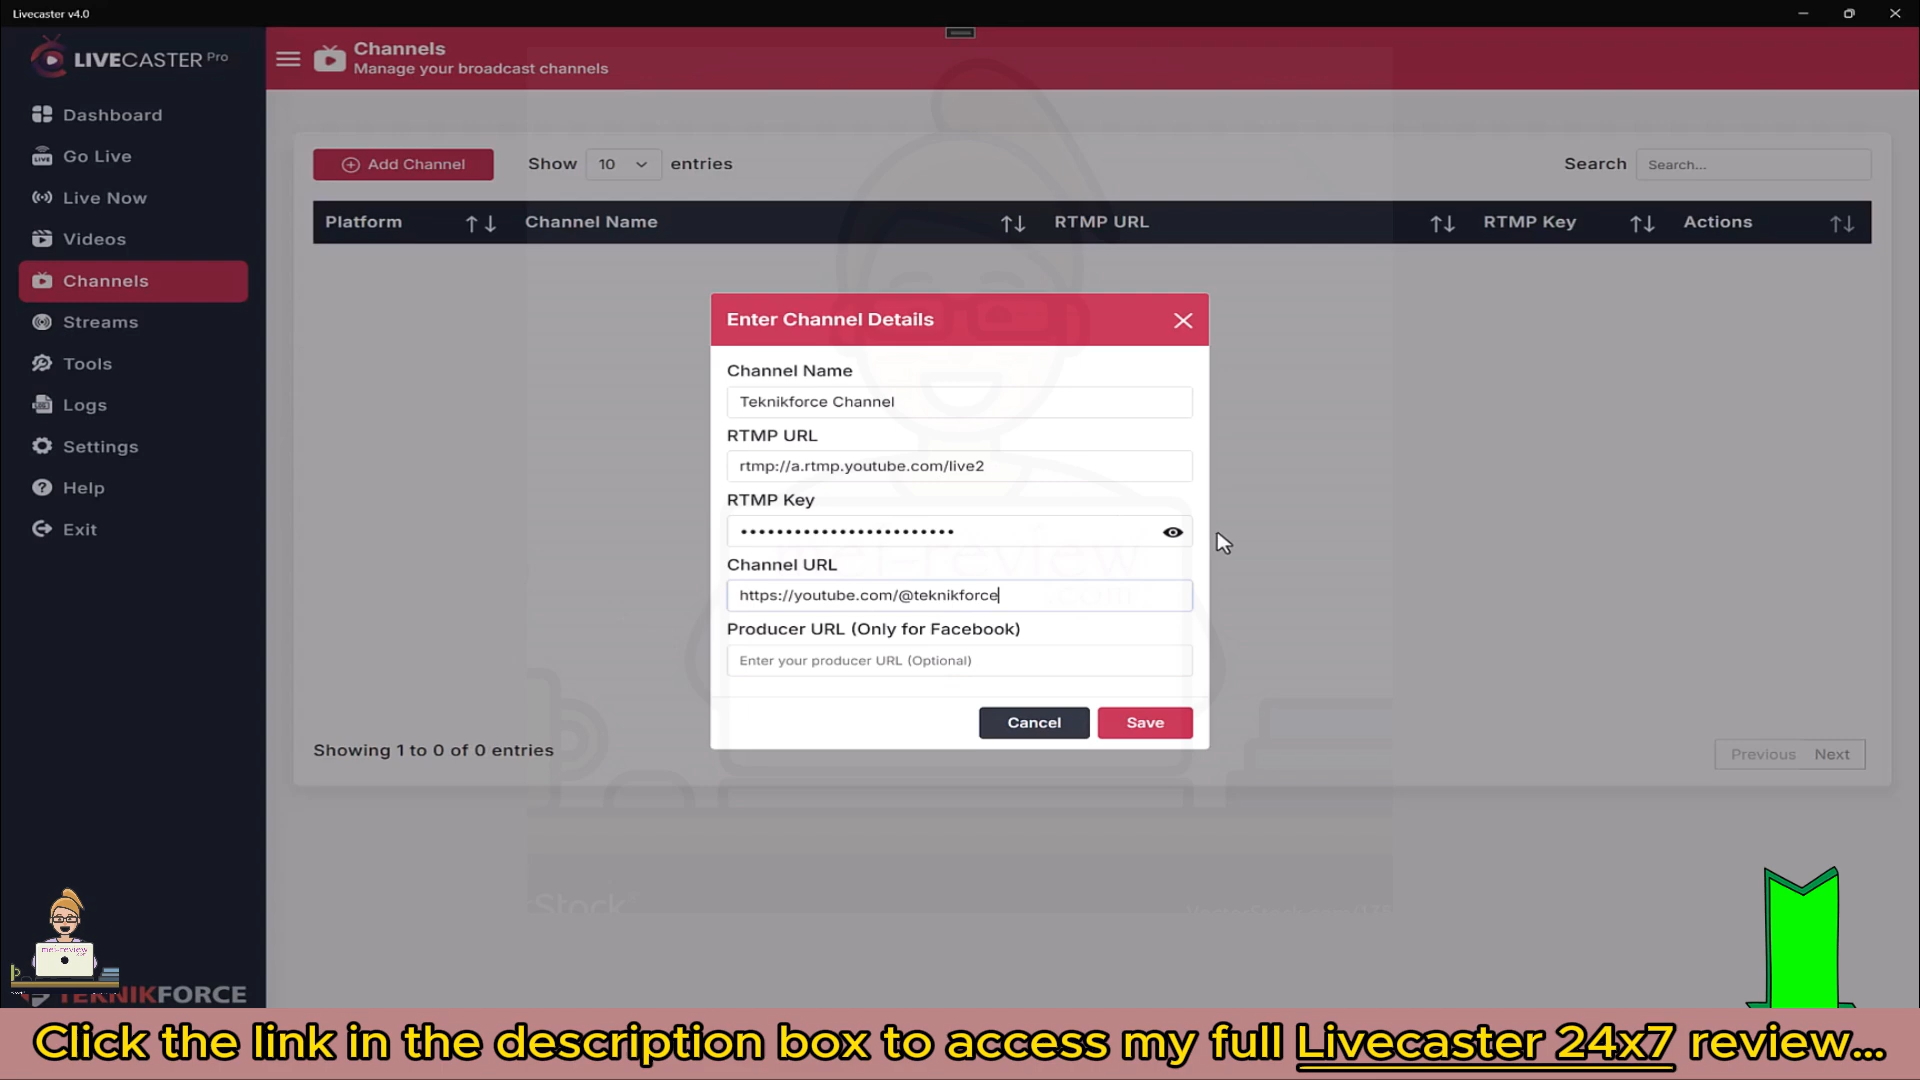 Livecaster v4.0
LIVECASTER Pro
Dashboard
Go Live
LIVE
Live Now
Videos
Channels
Streams
Tools
Logs
Settings
Help
Exit
Channels
Manage your broadcast channels
Add Channel
Show 10 entries
Search Search...
Platform Channel Name RTMP URL RTMP Key Actions
Enter Channel Details
Channel Name
Teknikforce Channel
RTMP URL
rtmp://a.rtmp.youtube.com/live2
RTMP Key
••••••••••••••••••••••••
Channel URL
https://youtube.com/@teknikforce
Producer URL (Only for Facebook)
Enter your producer URL (Optional)
Cancel Save
Showing 1 to 0 of 0 entries
Previous Next
Stock
TEKNIKFORCE
Click the link in the description box to access my full Livecaster 24x7 review...